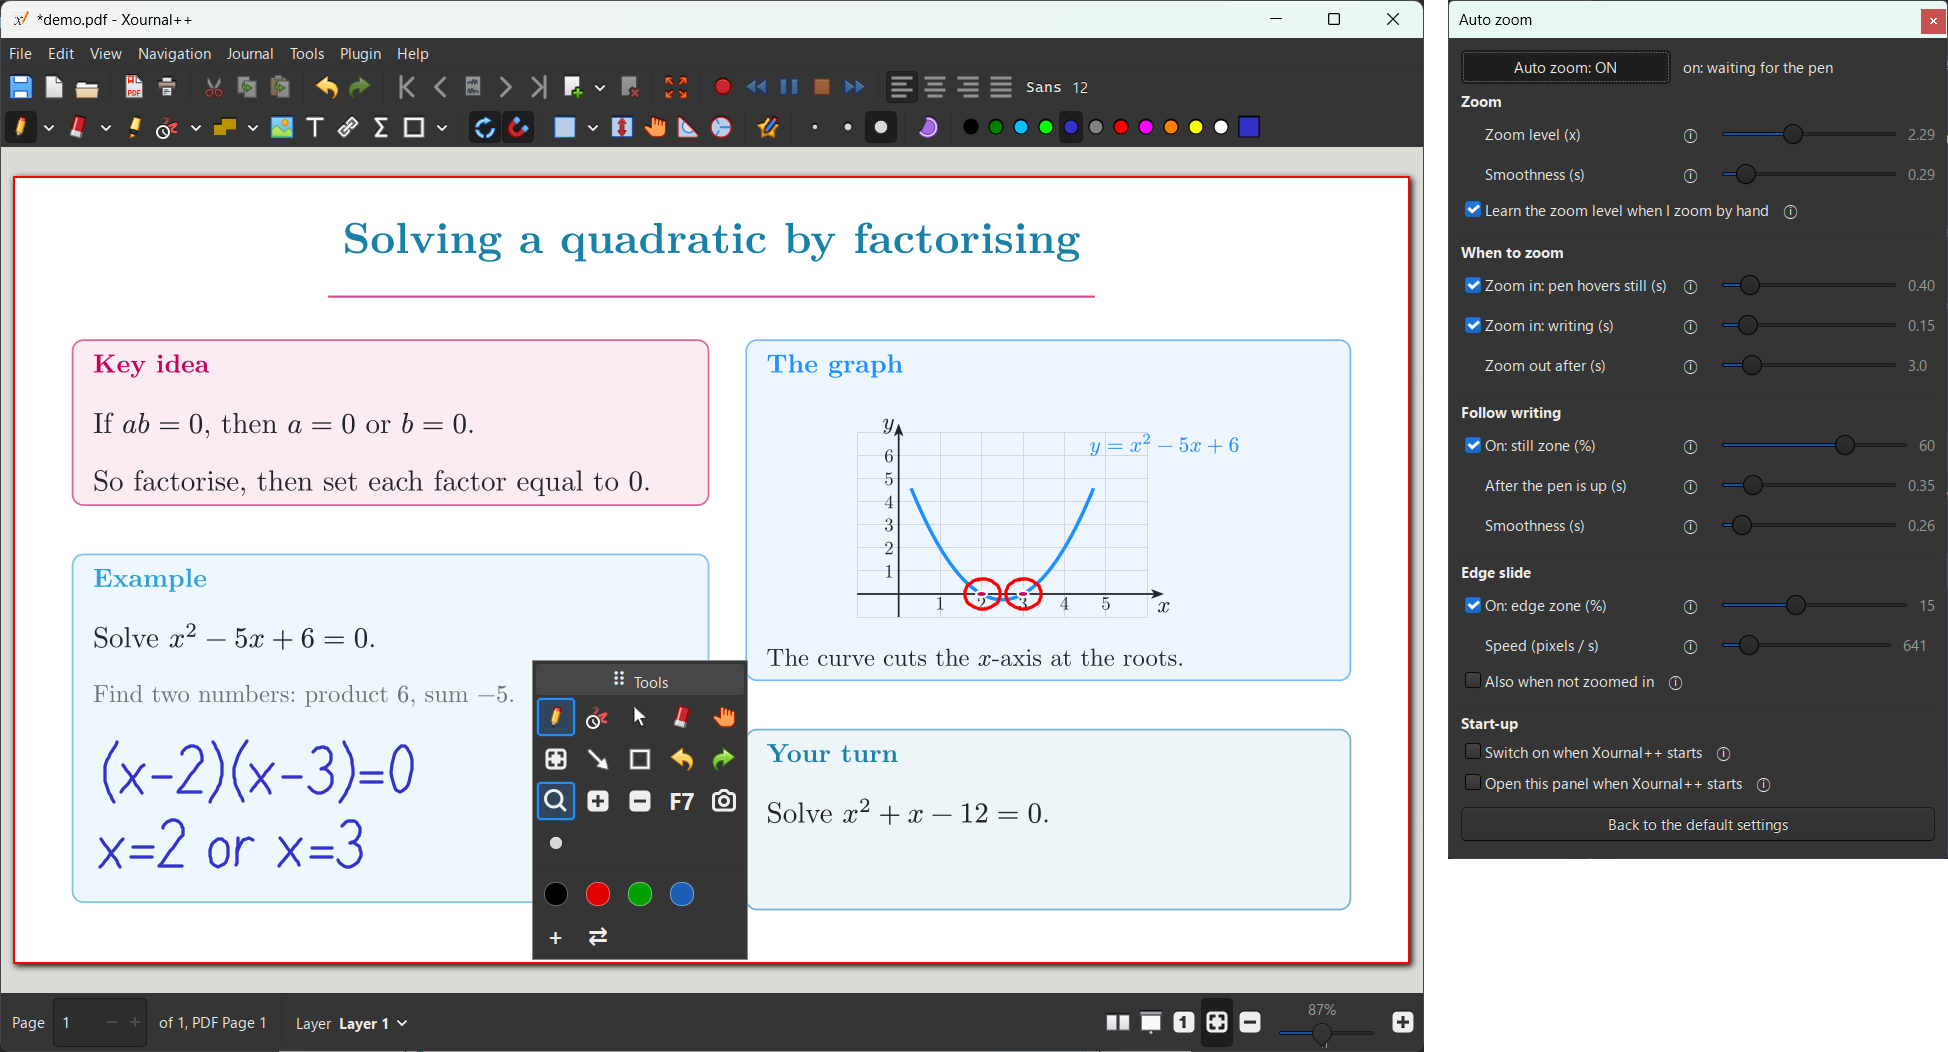 *demo.pdf - Xournal++
File Edit View Navigation Journal Tools Plugin Help
PDF
Sans 12
Solving a quadratic by factorising
Key idea
If ab = 0, then a = 0 or b = 0.
So factorise, then set each factor equal to 0.
Example
Solve x² − 5x + 6 = 0.
Find two numbers: product 6, sum −5.
(x−2)(x−3)=0
x=2 or x=3
The graph
y
y = x² − 5x + 6
6
5
4
3
2
1
1 2 3 4 5 x
The curve cuts the x-axis at the roots.
Your turn
Solve x² + x − 12 = 0.
Tools
F7
Page 1 of 1, PDF Page 1 Layer Layer 1
1
87%
Auto zoom
Auto zoom: ON on: waiting for the pen
Zoom
Zoom level (x) 2.29
Smoothness (s) 0.29
Learn the zoom level when I zoom by hand
When to zoom
Zoom in: pen hovers still (s) 0.40
Zoom in: writing (s) 0.15
Zoom out after (s) 3.0
Follow writing
On: still zone (%) 60
After the pen is up (s) 0.35
Smoothness (s) 0.26
Edge slide
On: edge zone (%) 15
Speed (pixels / s) 641
Also when not zoomed in
Start-up
Switch on when Xournal++ starts
Open this panel when Xournal++ starts
Back to the default settings